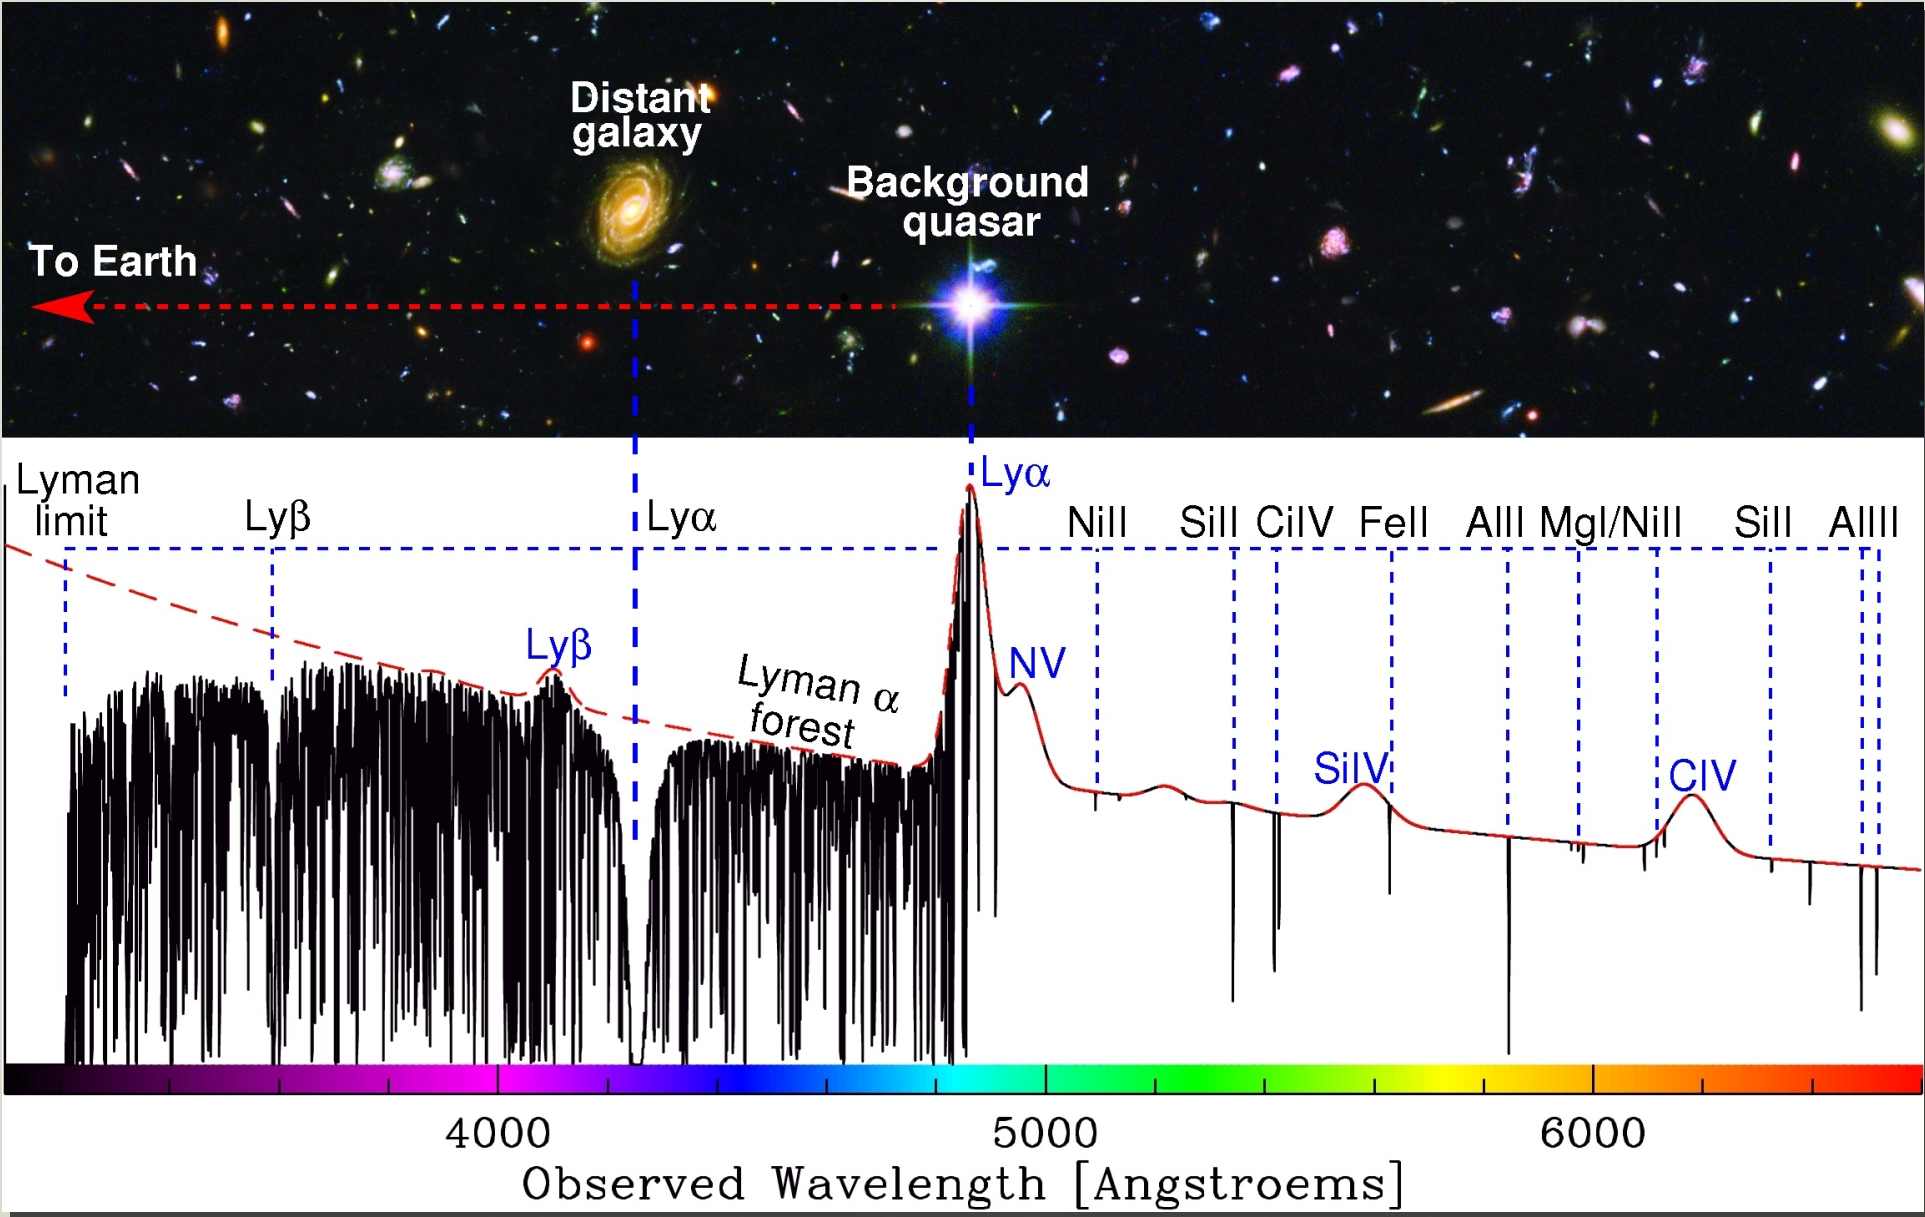 Distant
galaxy
Background
quasar
To Earth
Lyman
limit
Lyβ
Lyα
Lyα
NiII
SiII
CiIV
FeII
AlII
MgI/NiII
SiII
AlIII
Lyβ
Lyman α
forest
NV
SiIV
CIV
4000
5000
6000
Observed Wavelength [Angstroems]